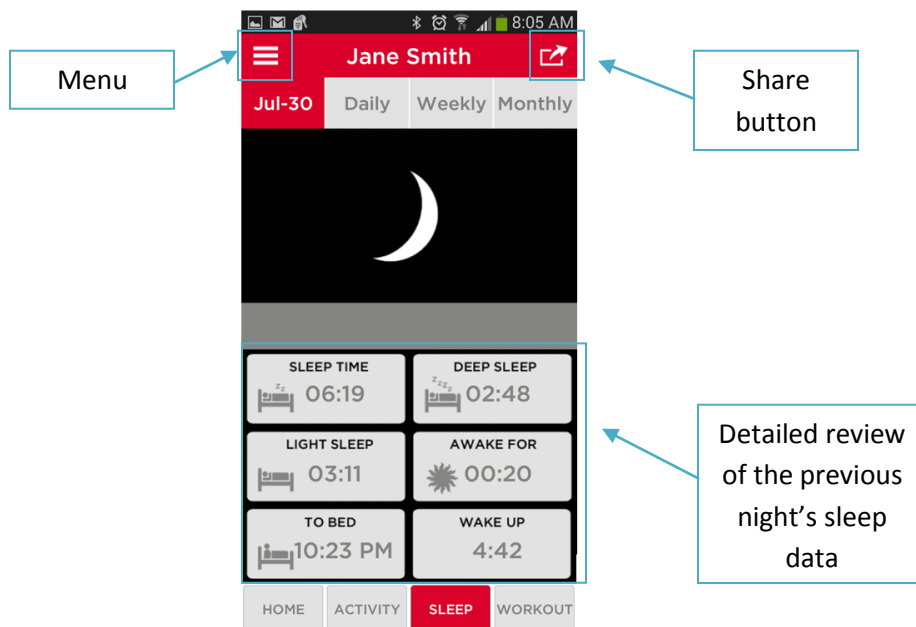 8:05 AM
Menu
Jane Smith
Share
button
Jul-30
Daily
Weekly
Monthly
SLEEP TIME
06:19
DEEP SLEEP
zzzz
02:48
LIGHT SLEEP
03:11
AWAKE FOR
00:20
TO BED
10:23 PM
WAKE UP
4:42
Detailed review
of the previous
night's sleep
data
HOME
ACTIVITY
SLEEP
WORKOUT